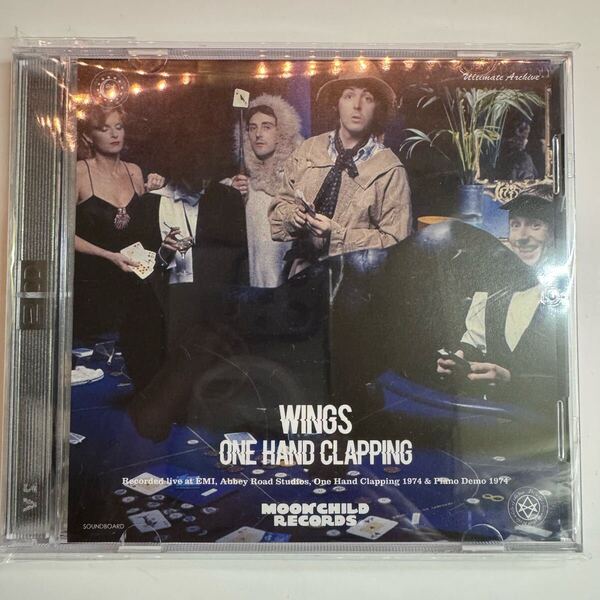 Ultimate Archive
WINGS
ONE HAND CLAPPING
Recorded live at EMI, Abbey Road Studios, One Hand Clapping 1974 & Piano Demo 1974
MOONCHILD
RECORDS
SOUNDBOARD